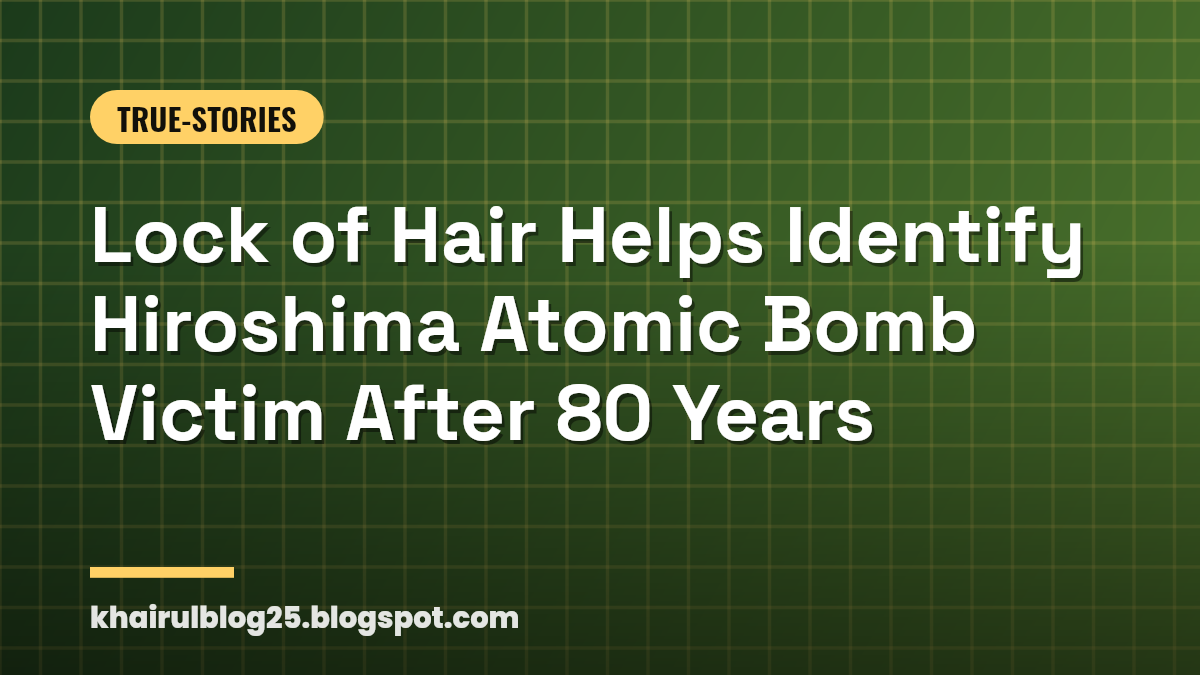 TRUE-STORIES
Lock of Hair Helps Identify
Hiroshima Atomic Bomb
Victim After 80 Years
khairulblog25.blogspot.com